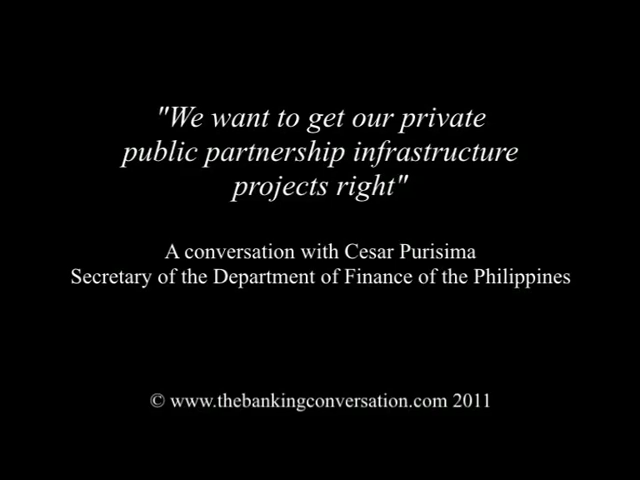 "We want to get our private
public partnership infrastructure
projects right"
A conversation with Cesar Purisima
Secretary of the Department of Finance of the Philippines
© www.thebankingconversation.com 2011